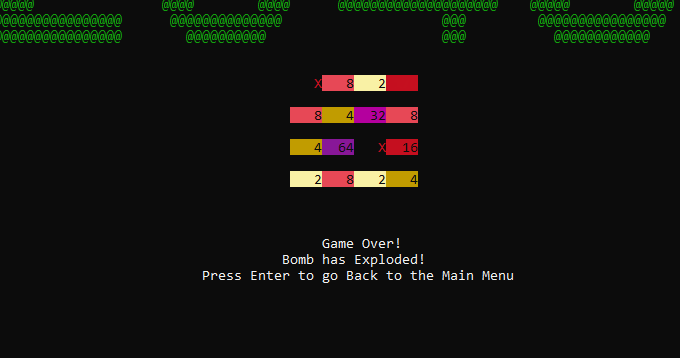 X 8 2
8 4 32 8
4 64 X 16
2 8 2 4
Game Over!
Bomb has Exploded!
Press Enter to go Back to the Main Menu